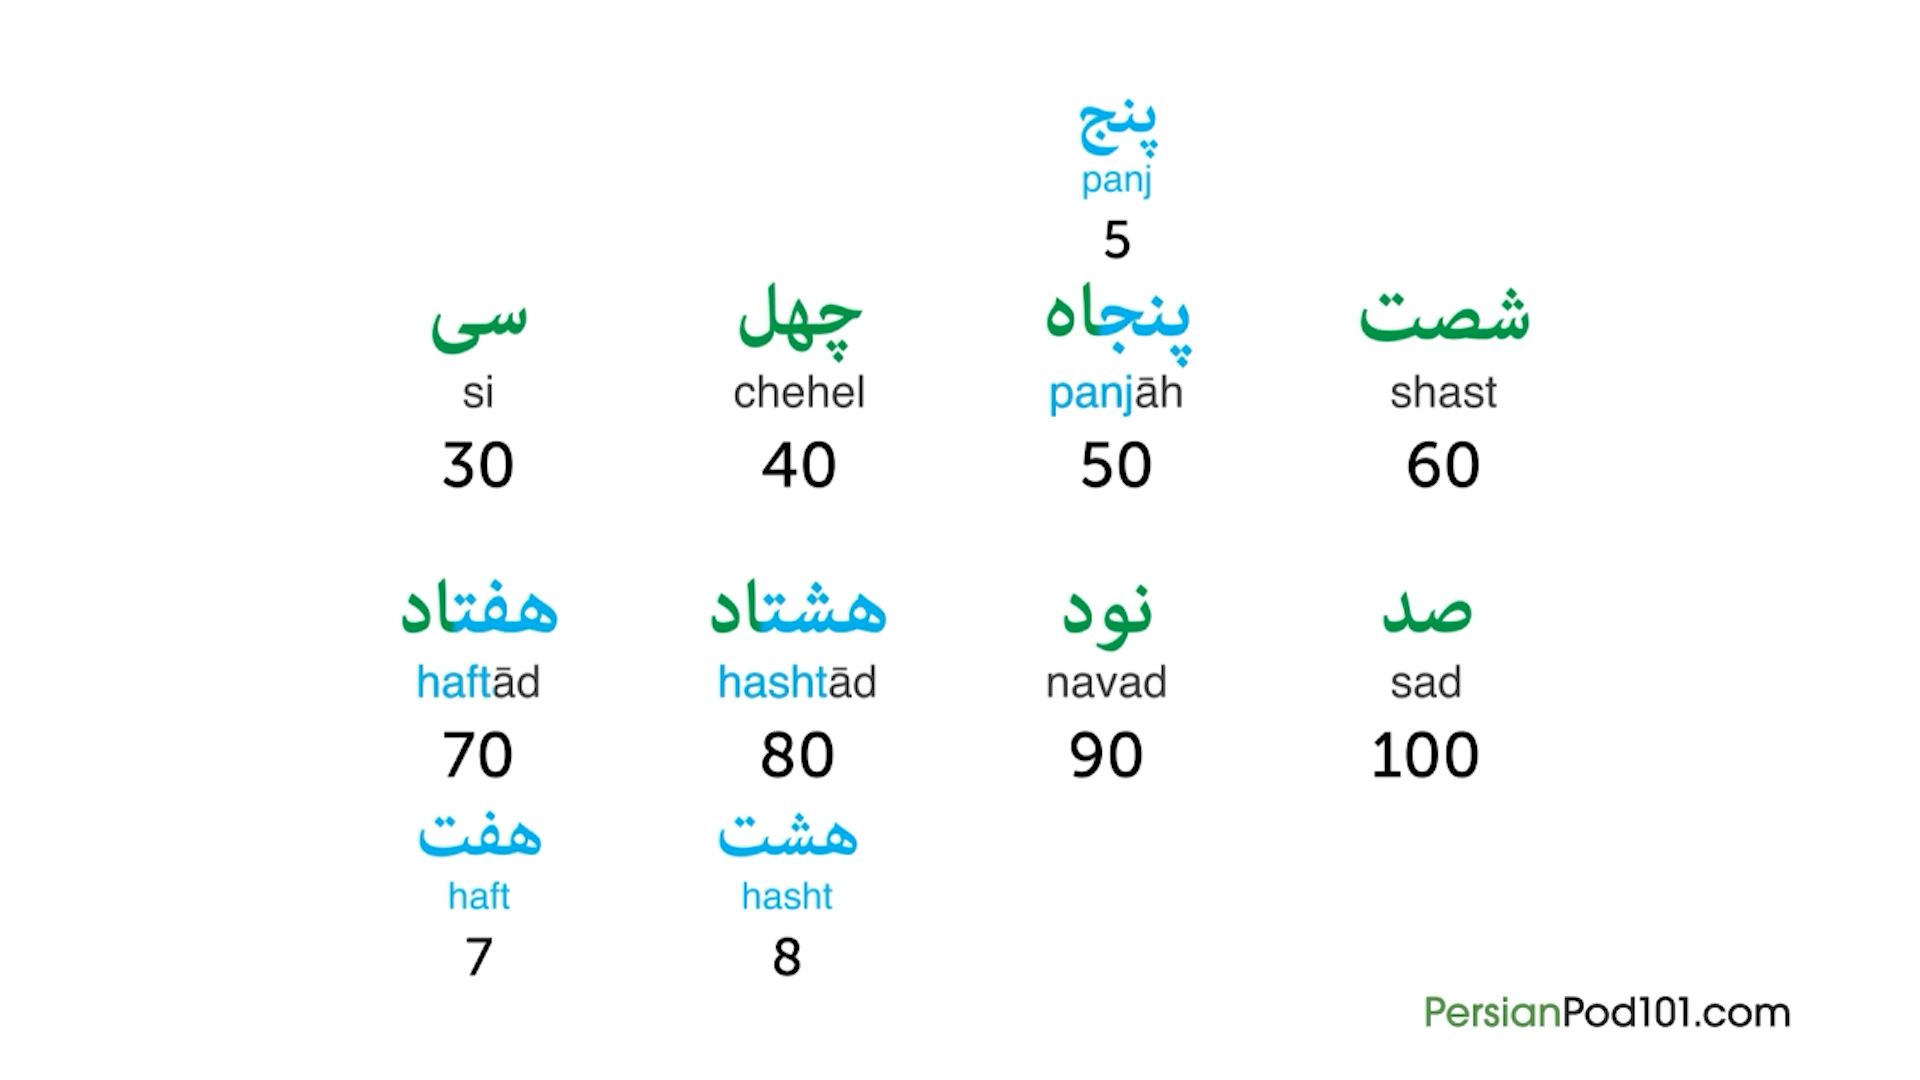 پنج
panj
5
سی چهل پنجاه شصت
si chehel panjāh shast
30 40 50 60
هفتاد هشتاد نود صد
haftād hashtād navad sad
70 80 90 100
هفت هشت
haft hasht
7 8
PersianPod101.com